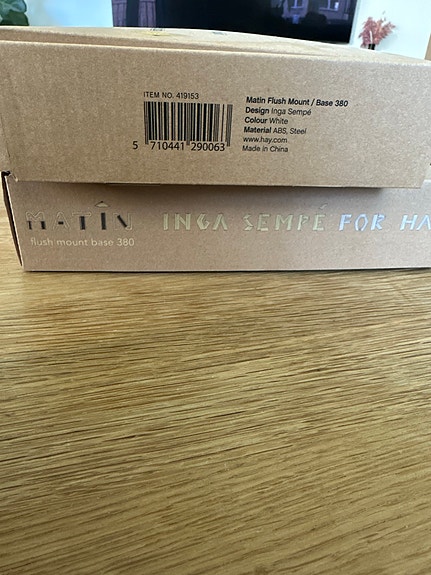 ITEM NO. 419153
5 710441 290063
Matin Flush Mount / Base 380
Design Inga Sempé
Colour White
Material ABS, Steel
www.hay.com
Made in China
MATIN INGA SEMPÉ FOR HA
flush mount base 380